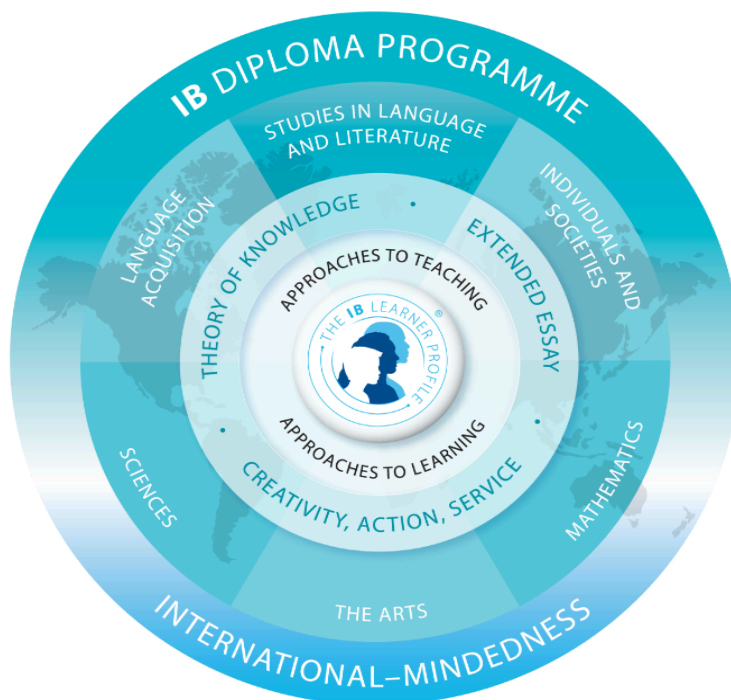 IB DIPLOMA PROGRAMME
STUDIES IN LANGUAGE
AND LITERATURE
LANGUAGE
ACQUISITION
INDIVIDUALS AND
SOCIETIES
THEORY OF KNOWLEDGE
EXTENDED ESSAY
APPROACHES TO TEACHING
THE IB LEARNER PROFILE
®
APPROACHES TO LEARNING
CREATIVITY, ACTION, SERVICE
SCIENCES
MATHEMATICS
THE ARTS
INTERNATIONAL–MINDEDNESS